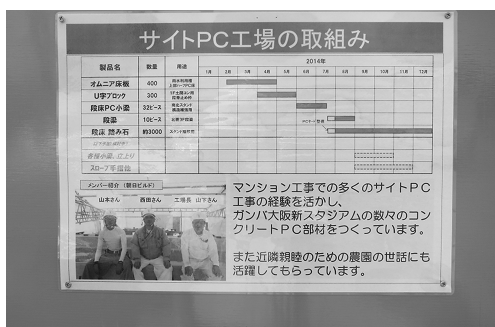 サイトPC工場の取組み
製品名 数量 用途 2014年
1月 2月 3月 4月 5月 6月 7月 8月 9月 10月 11月 12月
オムニア床板 400
U字ブロック 300
段床PC小梁 32ピース
段梁 10ピース
段床 踏み石 約3000
メンバー紹介 (朝日ビルド)
山本さん 西田さん 工場長 山下さん
マンション工事での多くのサイトPC
工事の経験を活かし、
ガンバ大阪新スタジアムの数々のコン
クリートPC部材をつくっています。
また近隣親睦のための農園の世話にも
活躍してもらっています。